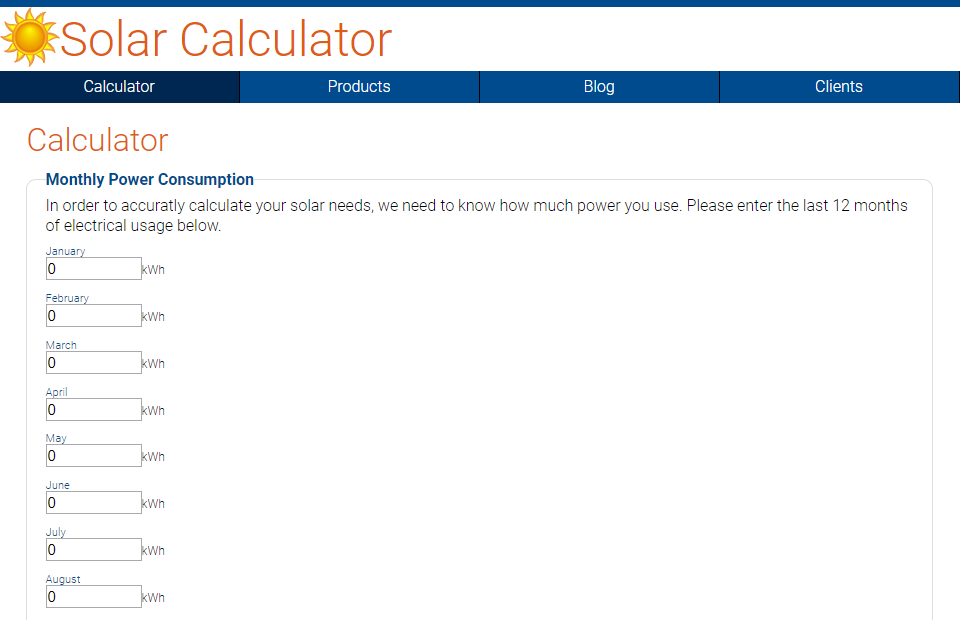 Solar Calculator
Calculator Products Blog Clients
Calculator
Monthly Power Consumption
In order to accuratly calculate your solar needs, we need to know how much power you use. Please enter the last 12 months
of electrical usage below.
January
0 kWh
February
0 kWh
March
0 kWh
April
0 kWh
May
0 kWh
June
0 kWh
July
0 kWh
August
0 kWh